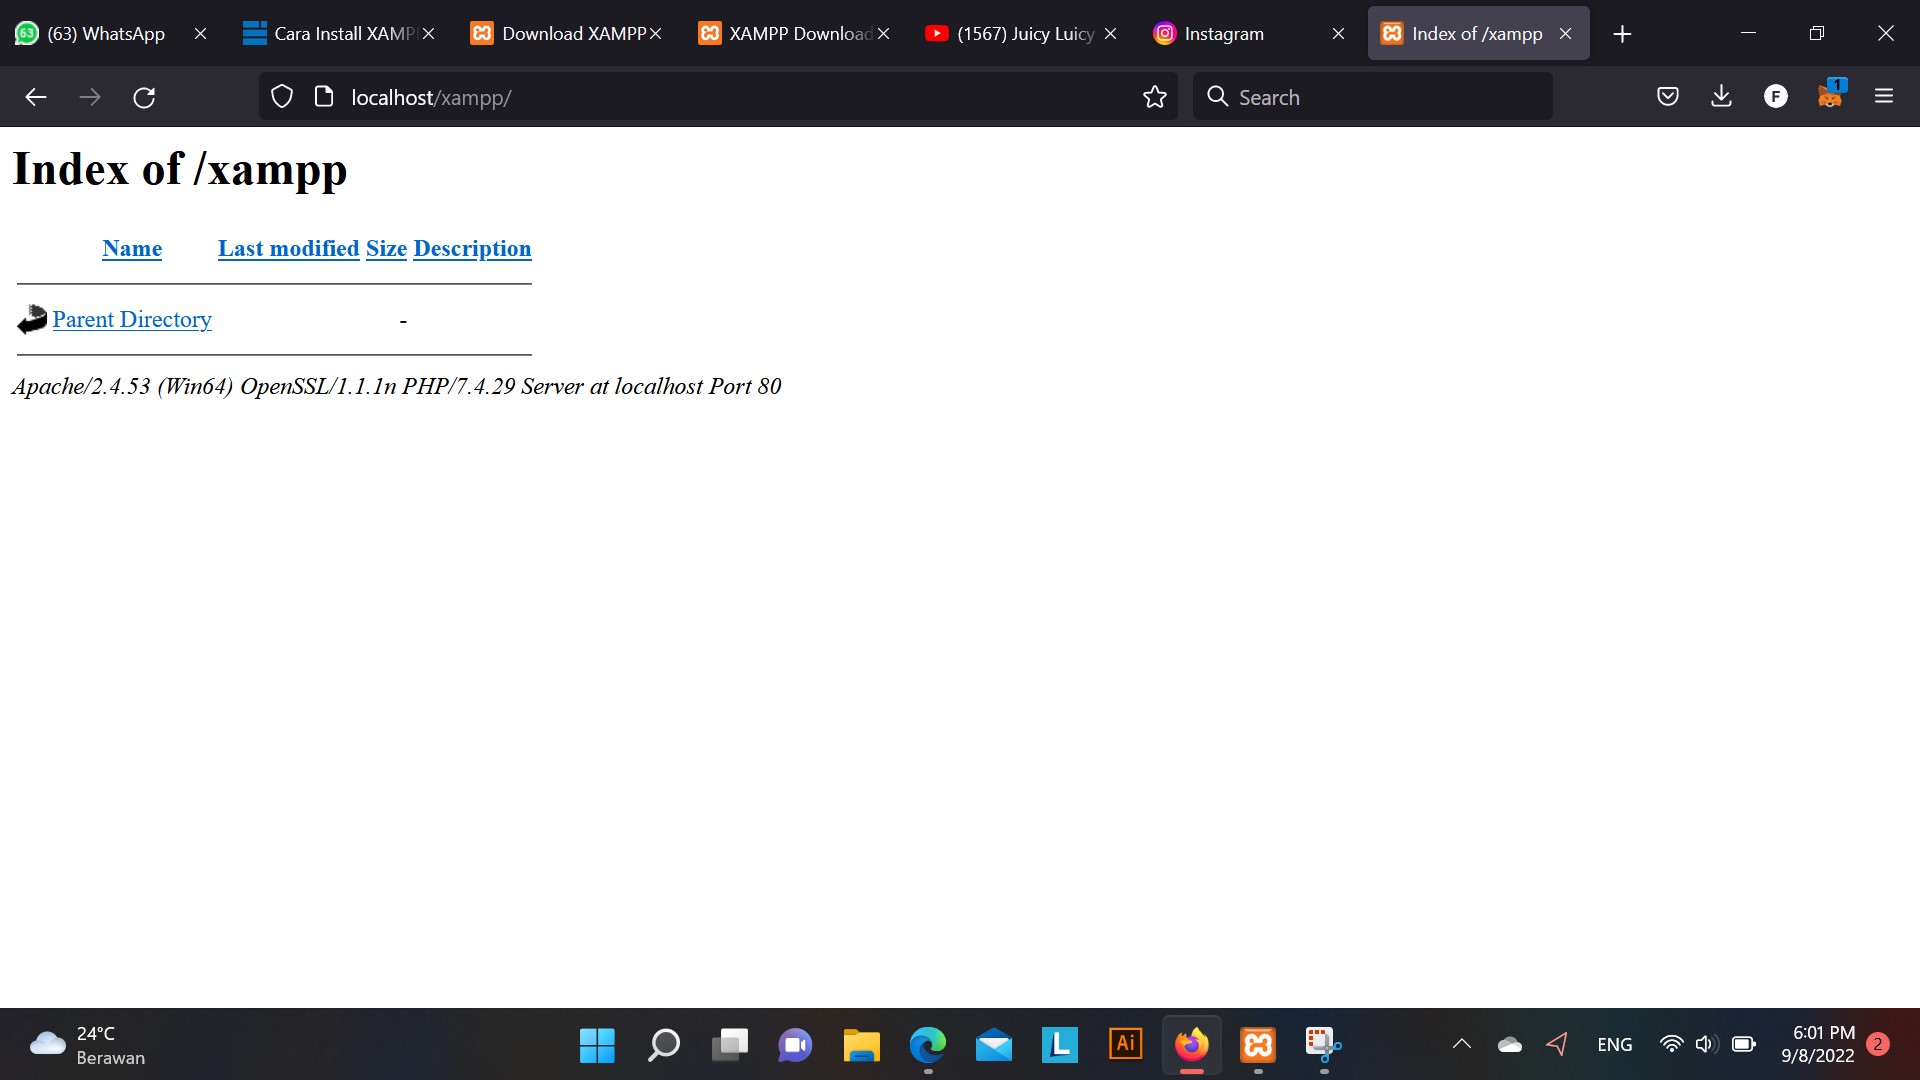 63 (63) WhatsApp
Cara Install XAMP
Download XAMPP
XAMPP Download
(1567) Juicy Luicy
Instagram
Index of /xampp
localhost/xampp/
Search
F
1
Index of /xampp
Name Last modified Size Description
Parent Directory -
Apache/2.4.53 (Win64) OpenSSL/1.1.1n PHP/7.4.29 Server at localhost Port 80
24°C
Berawan
L
Ai
ENG
6:01 PM
9/8/2022
2